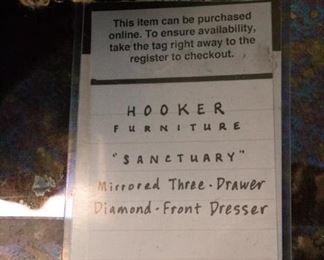 This item can be purchased
online. To ensure availability,
take the tag right away to the
register to checkout.
HOOKER
FURNITURE
"SANCTUARY"
Mirrored Three-Drawer
Diamond-Front Dresser